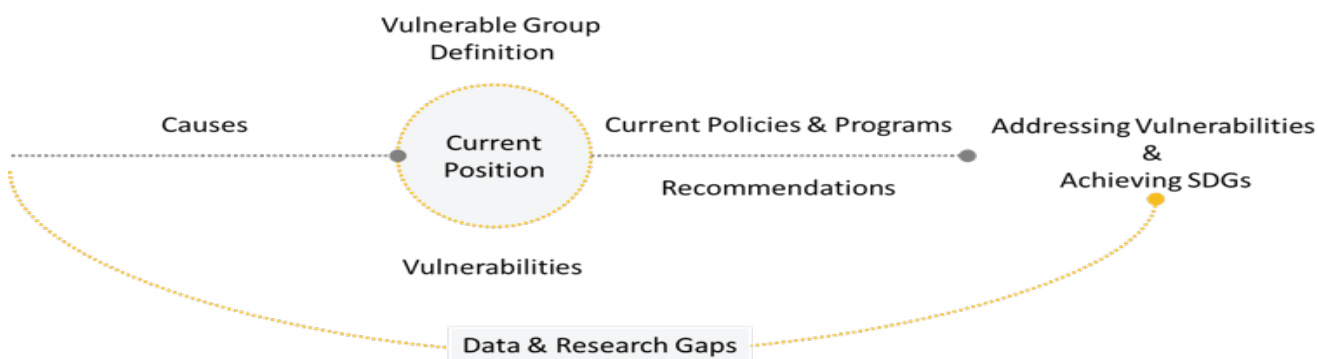 Vulnerable Group
Definition
Causes
Current
Position
Current Policies & Programs
Recommendations
Addressing Vulnerabilities
&
Achieving SDGs
Vulnerabilities
Data & Research Gaps